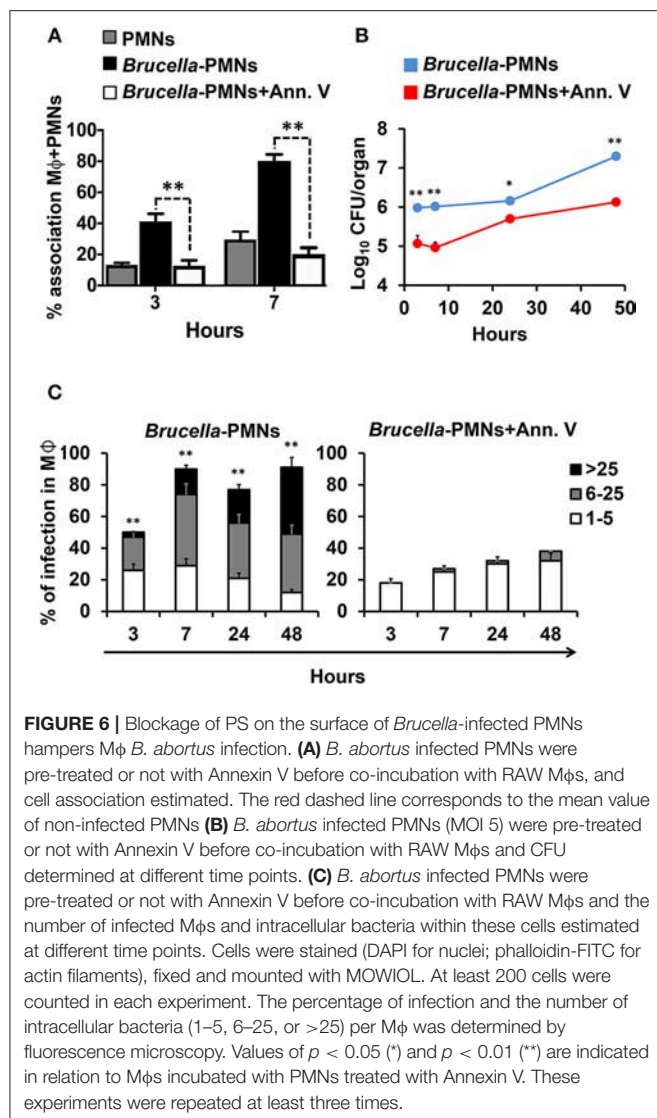 A
PMNs
Brucella-PMNs
Brucella-PMNs+Ann. V
% association Mϕ+PMNs
100
80
60
40
20
0
**
**
3
7
Hours
B
Brucella-PMNs
Brucella-PMNs+Ann. V
Log10 CFU/organ
8
7
6
5
4
**
**
*
**
0
10
20
30
40
50
Hours
C
Brucella-PMNs
Brucella-PMNs+Ann. V
% of infection in MΦ
100
80
60
40
20
0
**
**
**
**
>25
6-25
1-5
3
7
24
48
3
7
24
48
Hours
FIGURE 6 | Blockage of PS on the surface of Brucella-infected PMNs
hampers Mϕ B. abortus infection. (A) B. abortus infected PMNs were
pre-treated or not with Annexin V before co-incubation with RAW Mϕs, and
cell association estimated. The red dashed line corresponds to the mean value
of non-infected PMNs (B) B. abortus infected PMNs (MOI 5) were pre-treated
or not with Annexin V before co-incubation with RAW Mϕs and CFU
determined at different time points. (C) B. abortus infected PMNs were
pre-treated or not with Annexin V before co-incubation with RAW Mϕs and the
number of infected Mϕs and intracellular bacteria within these cells estimated
at different time points. Cells were stained (DAPI for nuclei; phalloidin-FITC for
actin filaments), fixed and mounted with MOWIOL. At least 200 cells were
counted in each experiment. The percentage of infection and the number of
intracellular bacteria (1–5, 6–25, or >25) per Mϕ was determined by
fluorescence microscopy. Values of p < 0.05 (*) and p < 0.01 (**) are indicated
in relation to Mϕs incubated with PMNs treated with Annexin V. These
experiments were repeated at least three times.